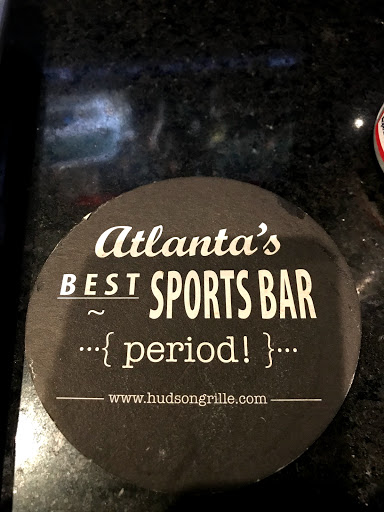 Atlanta's
BEST SPORTS BAR
~
...{ period! }...
www.hudsongrille.com